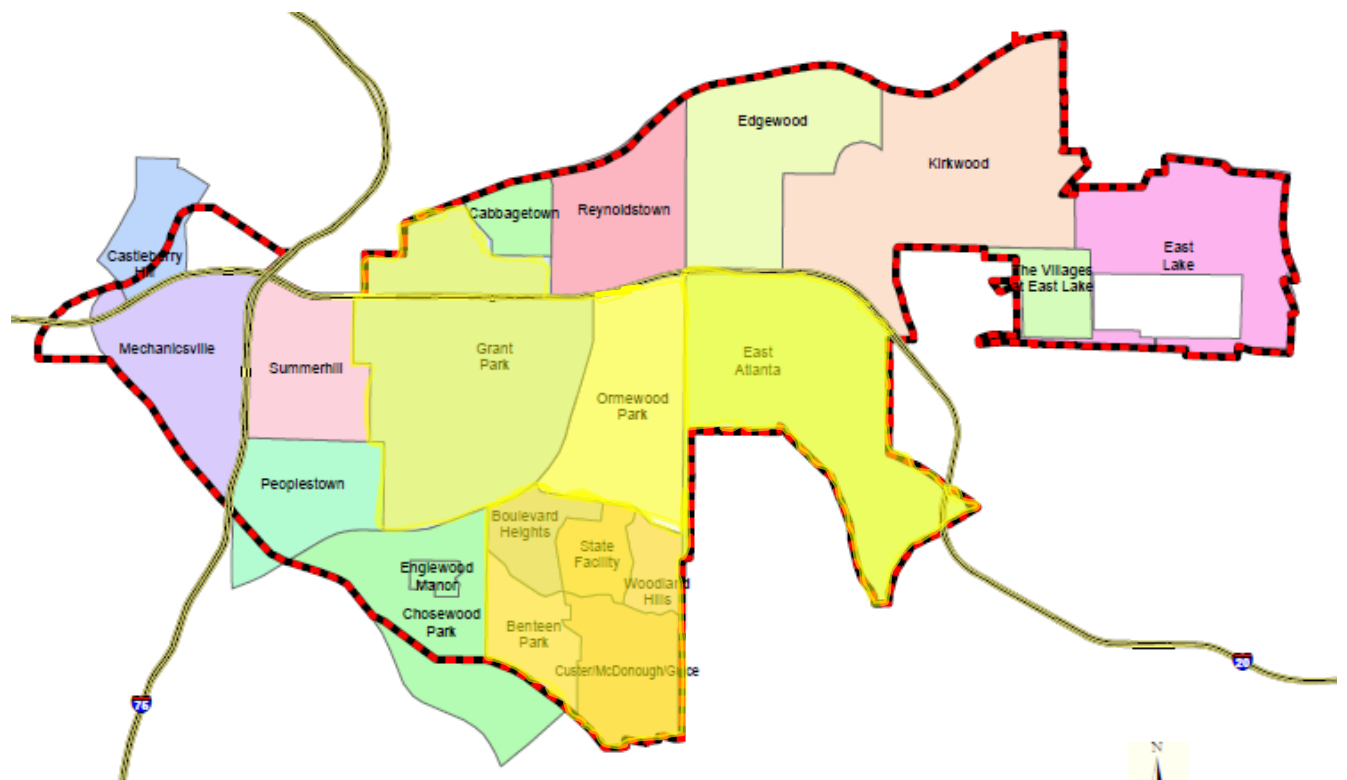 Edgewood
Kirkwood
Cabbagetown
Reynoldstown
Castleberry
Hill
East
Lake
The Villages
at East Lake
Mechanicsville
Summerhill
Grant
Park
East
Atlanta
Ormewood
Park
Peoplestown
Boulevard
Heights
State
Facility
Englewood
Manor
Woodland
Hills
Chosewood
Park
Benteen
Park
Custer/McDonough/Guice
20
75
N